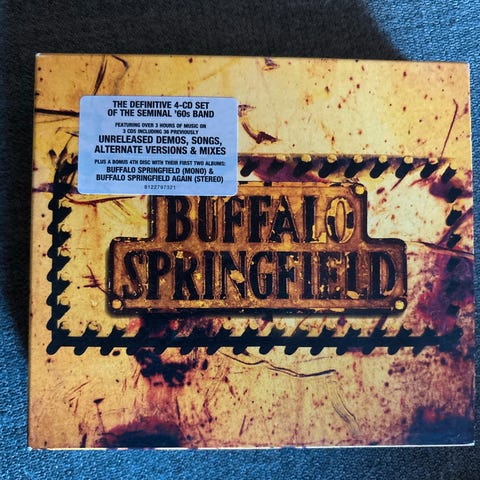 THE DEFINITIVE 4-CD SET
OF THE SEMINAL '60s BAND
FEATURING OVER 3 HOURS OF MUSIC ON
3 CDS INCLUDING 36 PREVIOUSLY
UNRELEASED DEMOS, SONGS,
ALTERNATE VERSIONS & MIXES
PLUS A BONUS 4TH DISC WITH THEIR FIRST TWO ALBUMS:
BUFFALO SPRINGFIELD (MONO) &
BUFFALO SPRINGFIELD AGAIN (STEREO)
8122797321
BUFFALO
SPRINGFIELD